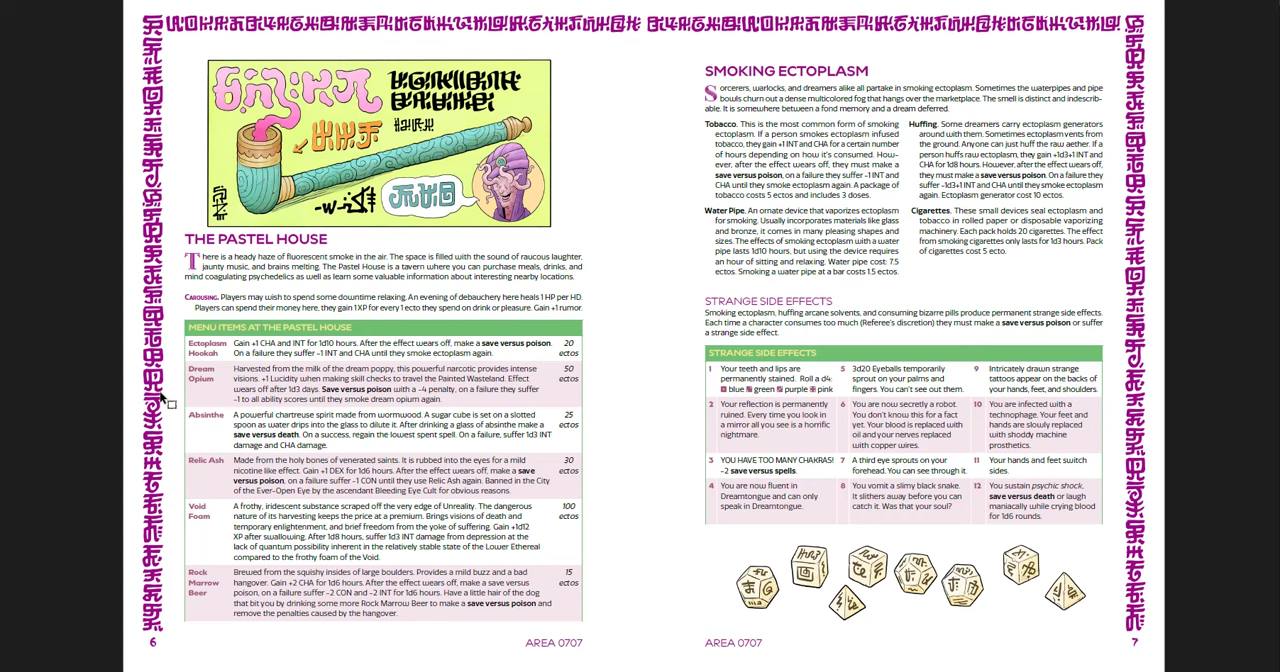 THE PASTEL HOUSE
There is a heady haze of fluorescent smoke in the air. The space is filled with the sound of raucous laughter,
jaunty music, and brains melting. The Pastel House is a tavern where you can purchase meals, drinks, and
mind coagulating psychedelics as well as learn some valuable information about interesting nearby locations.
CAROUSING. Players may wish to spend some downtime relaxing. An evening of debauchery here heals 1 HP per HD.
Players can spend their money here, they gain 1 XP for every 1 ecto they spend on drink or pleasure. Gain +1 rumor.
MENU ITEMS AT THE PASTEL HOUSE
Ectoplasm Gain +1 CHA and INT for 1d10 hours. After the effect wears off, make a save versus poison. 20
Hookah On a failure they suffer -1 INT and CHA until they smoke ectoplasm again. ectos
Dream Harvested from the milk of the dream poppy, this powerful narcotic provides intense 50
Opium visions. +1 Lucidity when making skill checks to travel the Painted Wasteland. Effect ectos
wears off after 1d3 days. Save versus poison with a -4 penalty, on a failure they suffer
-1 to all ability scores until they smoke dream opium again.
Absinthe A powerful chartreuse spirit made from wormwood. A sugar cube is set on a slotted 25
spoon as water drips into the glass to dilute it. After drinking a glass of absinthe make a ectos
save versus death. On a success, regain the lowest spent spell. On a failure, suffer 1d3 INT
damage and CHA damage.
Relic Ash Made from the holy bones of venerated saints. It is rubbed into the eyes for a mild 30
nicotine like effect. Gain +1 DEX for 1d6 hours. After the effect wears off, make a save ectos
versus poison, on a failure suffer -1 CON until they use Relic Ash again. Banned in the City
of the Ever-Open Eye by the ascendant Bleeding Eye Cult for obvious reasons.
Void A frothy, iridescent substance scraped off the very edge of Unreality. The dangerous 100
Foam nature of its harvesting keeps the price at a premium. Brings visions of death and ectos
temporary enlightenment, and brief freedom from the yoke of suffering. Gain +1d12
XP after swallowing. After 1d8 hours, suffer 1d3 INT damage from depression at the
lack of quantum possibility inherent in the relatively stable state of the Lower Ethereal
compared to the frothy foam of the Void.
Rock Brewed from the squishy insides of large boulders. Provides a mild buzz and a bad 15
Marrow hangover. Gain +2 CHA for 1d6 hours. After the effect wears off, make a save versus ectos
Beer poison, on a failure suffer -2 CON and -2 INT for 1d6 hours. Have a little hair of the dog
that bit you by drinking some more Rock Marrow Beer to make a save versus poison and
remove the penalties caused by the hangover.
6 AREA 0707
SMOKING ECTOPLASM
Sorcerers, warlocks, and dreamers alike all partake in smoking ectoplasm. Sometimes the waterpipes and pipe
bowls churn out a dense multicolored fog that hangs over the marketplace. The smell is distinct and indescrib-
able. It is somewhere between a fond memory and a dream deferred.
Tobacco. This is the most common form of smoking
ectoplasm. If a person smokes ectoplasm infused
tobacco, they gain +1 INT and CHA for a certain number
of hours depending on how it's consumed. How-
ever, after the effect wears off, they must make a
save versus poison, on a failure they suffer -1 INT and
CHA until they smoke ectoplasm again. A package of
tobacco costs 5 ectos and includes 3 doses.
Water Pipe. An ornate device that vaporizes ectoplasm
for smoking. Usually incorporates materials like glass
and bronze, it comes in many pleasing shapes and
sizes. The effects of smoking ectoplasm with a water
pipe lasts 1d10 hours, but using the device requires
an hour of sitting and relaxing. Water pipe cost: 7.5
ectos. Smoking a water pipe at a bar costs 1.5 ectos.
Huffing. Some dreamers carry ectoplasm generators
around with them. Sometimes ectoplasm vents from
the ground. Anyone can just huff the raw aether. If a
person huffs raw ectoplasm, they gain +1d3+1 INT and
CHA for 1d8 hours. However, after the effect wears off,
they must make a save versus poison. On a failure they
suffer -1d3+1 INT and CHA until they smoke ectoplasm
again. Ectoplasm generator cost 10 ectos.
Cigarettes. These small devices seal ectoplasm and
tobacco in rolled paper or disposable vaporizing
machinery. Each pack holds 20 cigarettes. The effect
from smoking cigarettes only lasts for 1d3 hours. Pack
of cigarettes cost 5 ecto.
STRANGE SIDE EFFECTS
Smoking ectoplasm, huffing arcane solvents, and consuming bizarre pills produce permanent strange side effects.
Each time a character consumes too much (Referee's discretion) they must make a save versus poison or suffer
a strange side effect.
STRANGE SIDE EFFECTS
1 Your teeth and lips are
permanently stained. Roll a d4:
blue green purple pink
2 Your reflection is permanently
ruined. Every time you look in
a mirror all you see is a horrific
nightmare.
3 YOU HAVE TOO MANY CHAKRAS!
-2 save versus spells.
4 You are now fluent in
Dreamtongue and can only
speak in Dreamtongue.
5 3d20 Eyeballs temporarily
sprout on your palms and
fingers. You can see out of them.
6 You are now secretly a robot.
You don't know this for a fact
yet. Your blood is replaced with
oil and your nerves replaced
with copper wires.
7 A third eye sprouts on your
forehead. You can see through it.
8 You vomit a slimy black snake.
It slithers away before you can
catch it. Was that your soul?
9 Intricately drawn strange
tattoos appear on the backs of
your hands, feet, and shoulders.
10 You are infected with a
technophage. Your feet and
hands are slowly replaced
with shoddy machine
prosthetics.
11 Your hands and feet switch
sides.
12 You sustain psychic shock,
save versus death or laugh
maniacally while crying blood
for 1d6 rounds.
AREA 0707 7